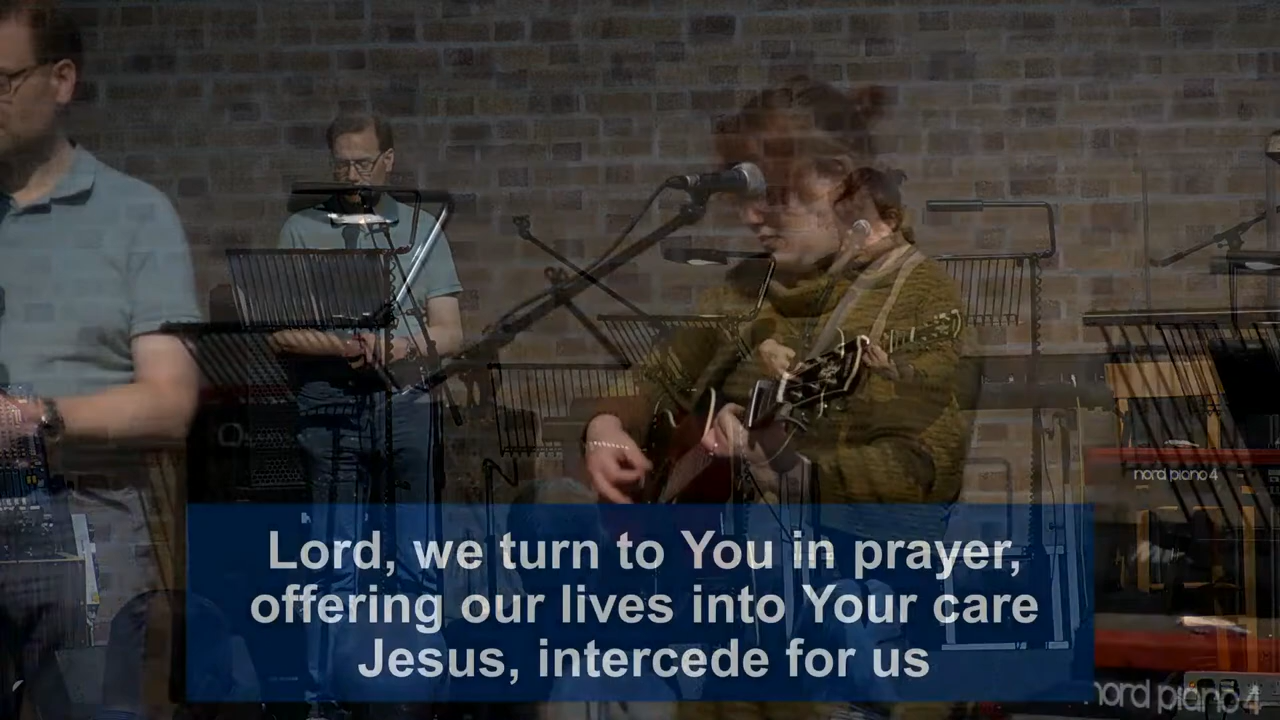 nord piano 4
Lord, we turn to You in prayer,
offering our lives into Your care
Jesus, intercede for us
nord piano 4